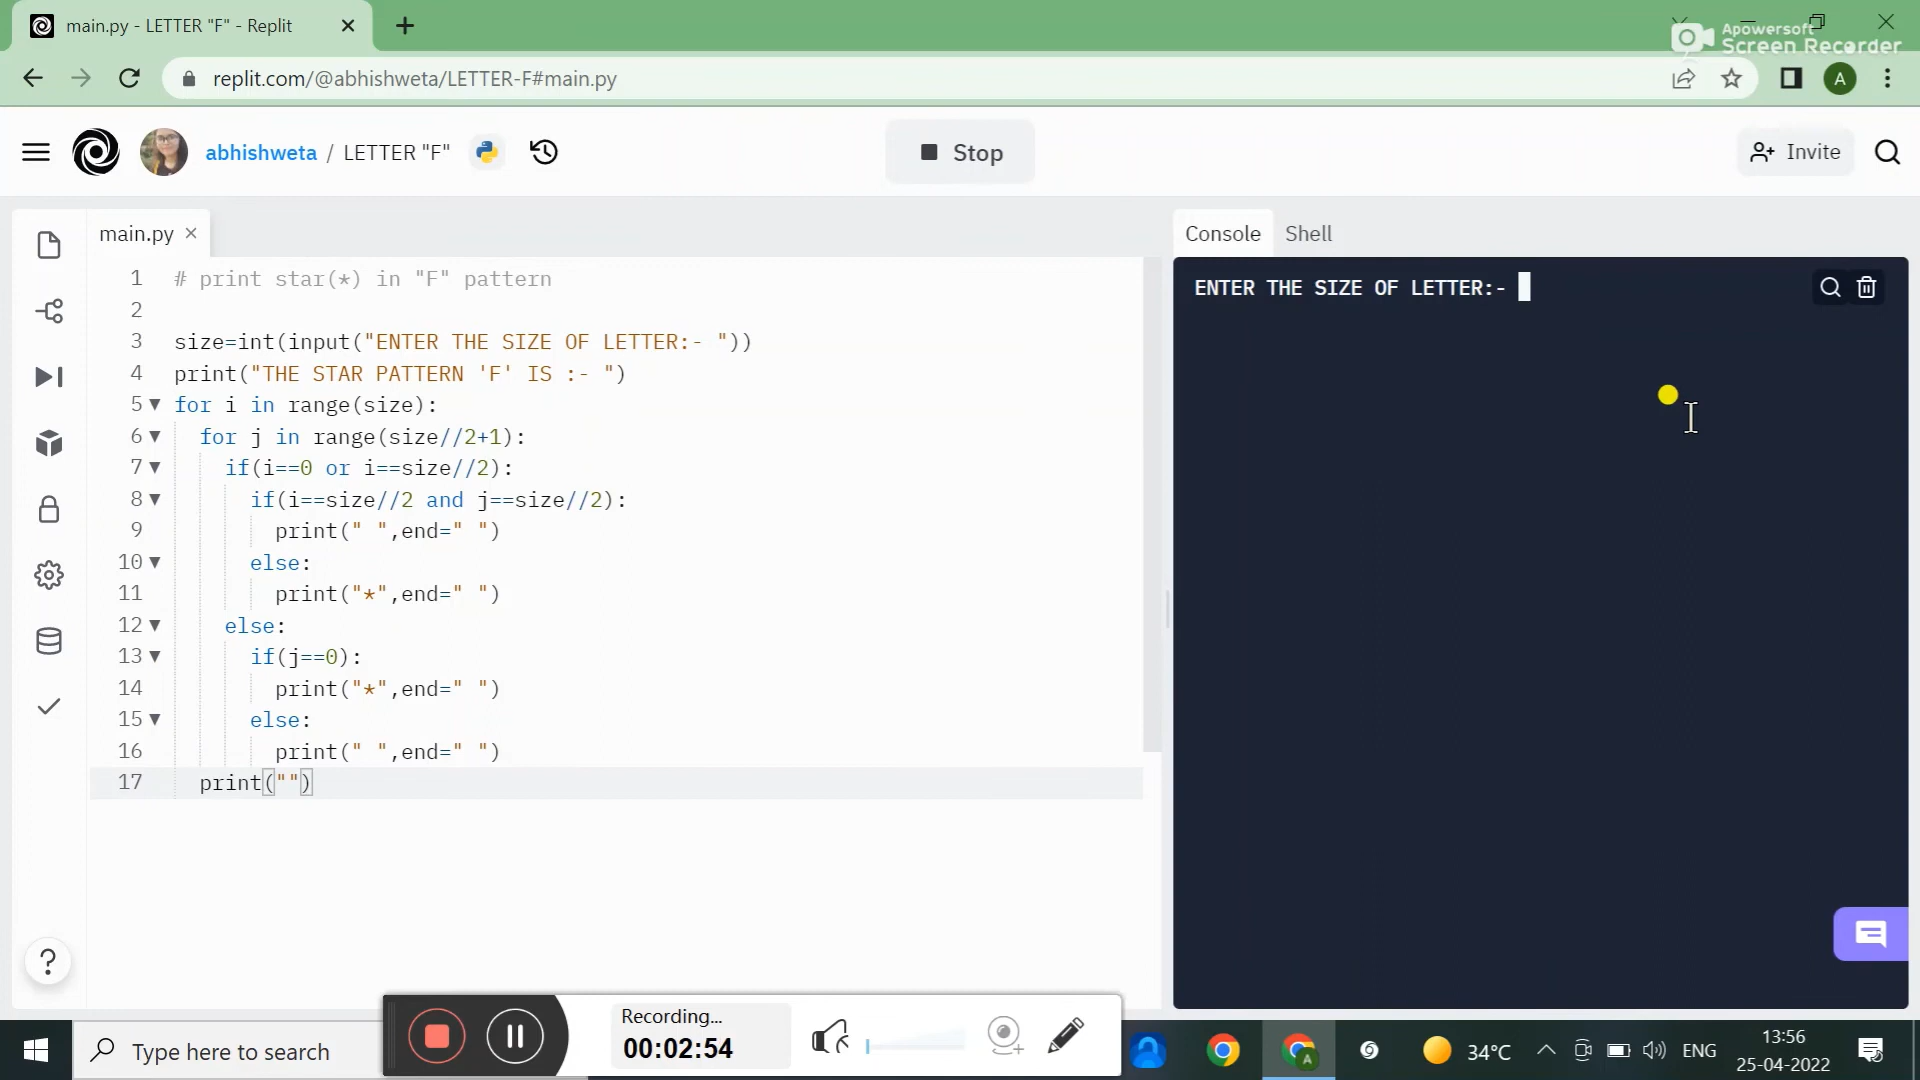 main.py - LETTER "F" - Replit
Apowersoft
Screen Recorder
replit.com/@abhishweta/LETTER-F#main.py
A
abhishweta / LETTER "F"
Stop
Invite
main.py
Console Shell
1 # print star(*) in "F" pattern
2
3 size=int(input("ENTER THE SIZE OF LETTER:- "))
4 print("THE STAR PATTERN 'F' IS :- ")
5 for i in range(size):
6 for j in range(size//2+1):
7 if(i==0 or i==size//2):
8 if(i==size//2 and j==size//2):
9 print(" ",end=" ")
10 else:
11 print("*",end=" ")
12 else:
13 if(j==0):
14 print("*",end=" ")
15 else:
16 print(" ",end=" ")
17 print("")
ENTER THE SIZE OF LETTER:-
?
Recording...
00:02:54
Type here to search
A
34°C
ENG
13:56
25-04-2022